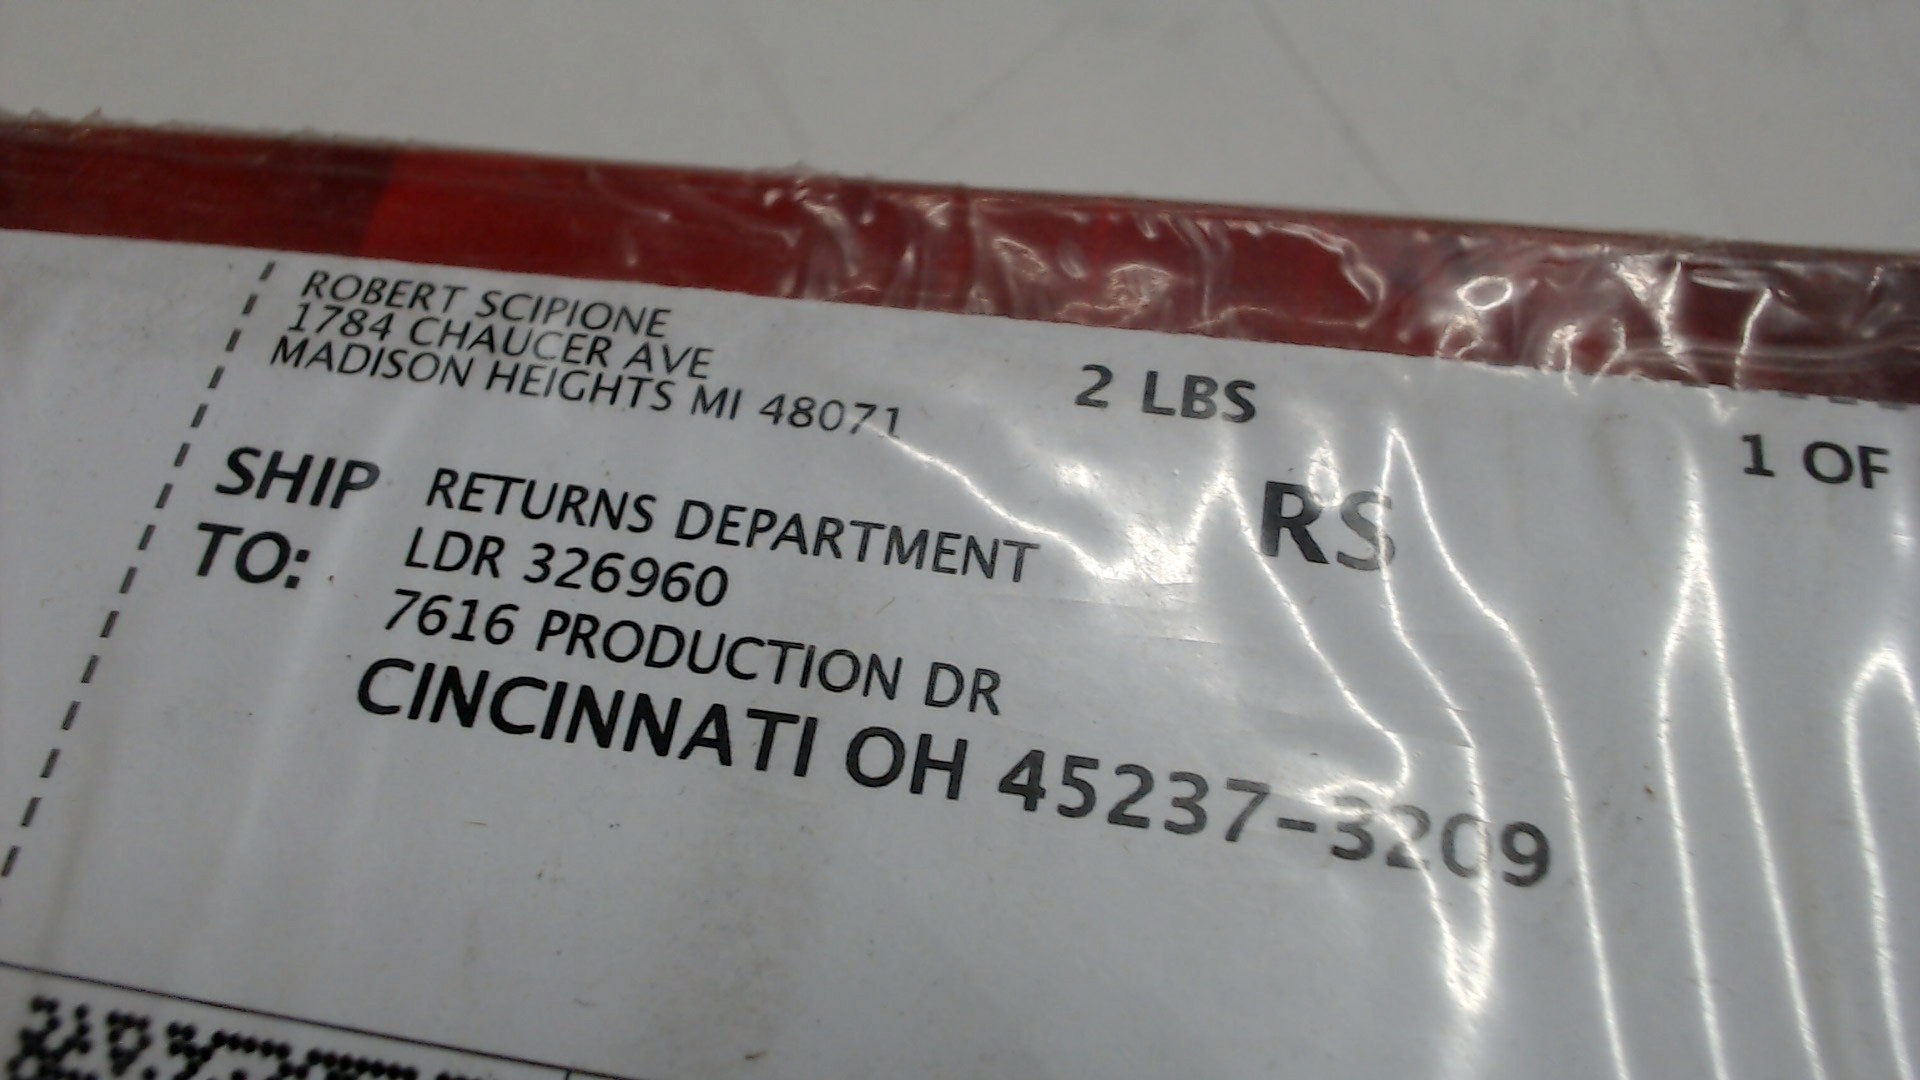 ROBERT SCIPIONE
1784 CHAUCER AVE
MADISON HEIGHTS MI 48071
2 LBS
1 OF
RS
SHIP TO:
RETURNS DEPARTMENT
LDR 326960
7616 PRODUCTION DR
CINCINNATI OH 45237-3209